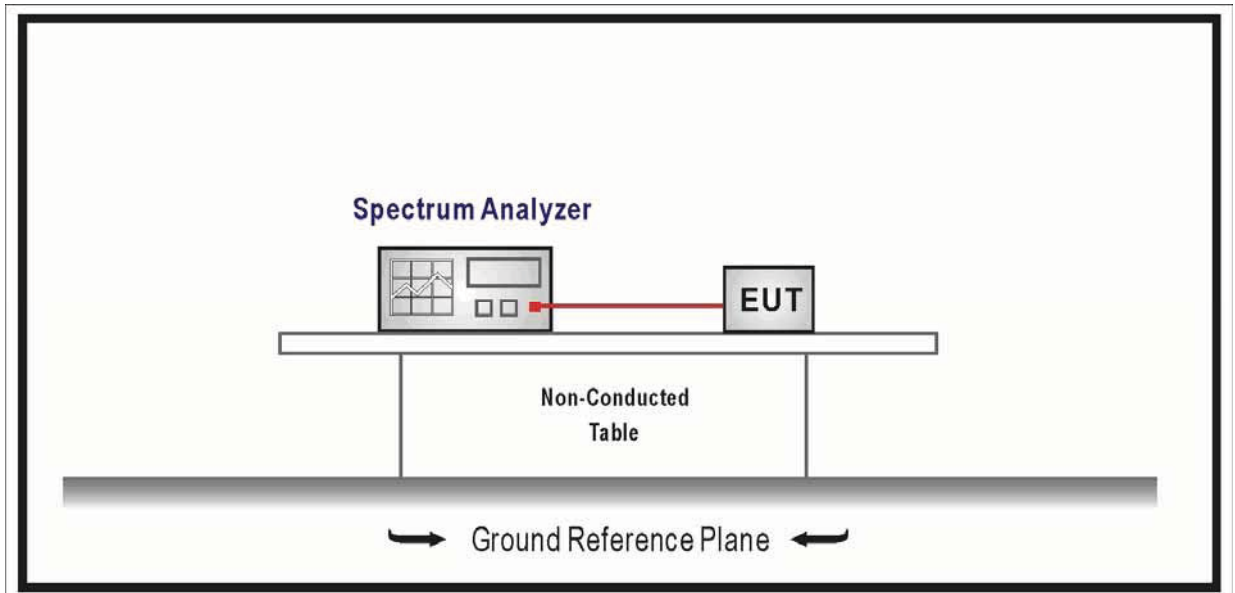 Spectrum Analyzer
EUT
Non-Conducted
Table
Ground Reference Plane